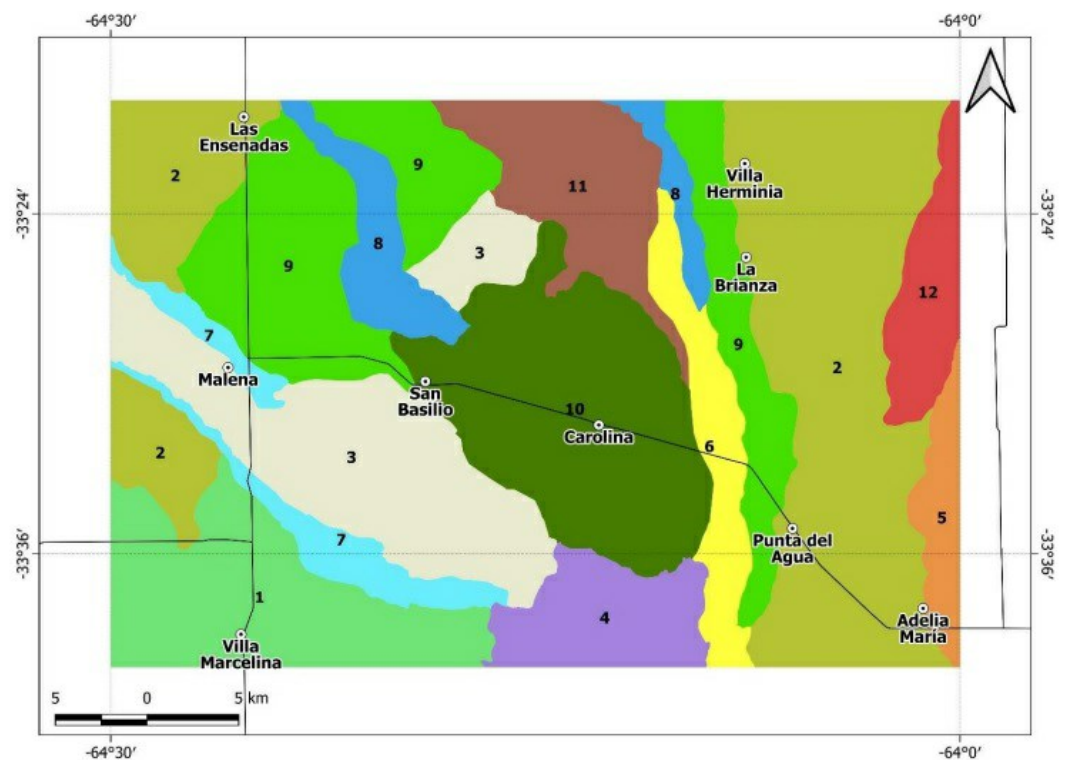 -64°30′ -64°0′
Las
Ensenadas
9
2
11
Villa
Herminia
8
-33°24′ -33°24′
8
3
9
La
Brianza
12
7
9
2
Malena
San
Basilio
10
Carolina
6
2
3
5
7
Punta del
Agua
-33°36′ -33°36′
1
4
Adelia
María
Villa
Marcelina
5 0 5 km
-64°30′ -64°0′